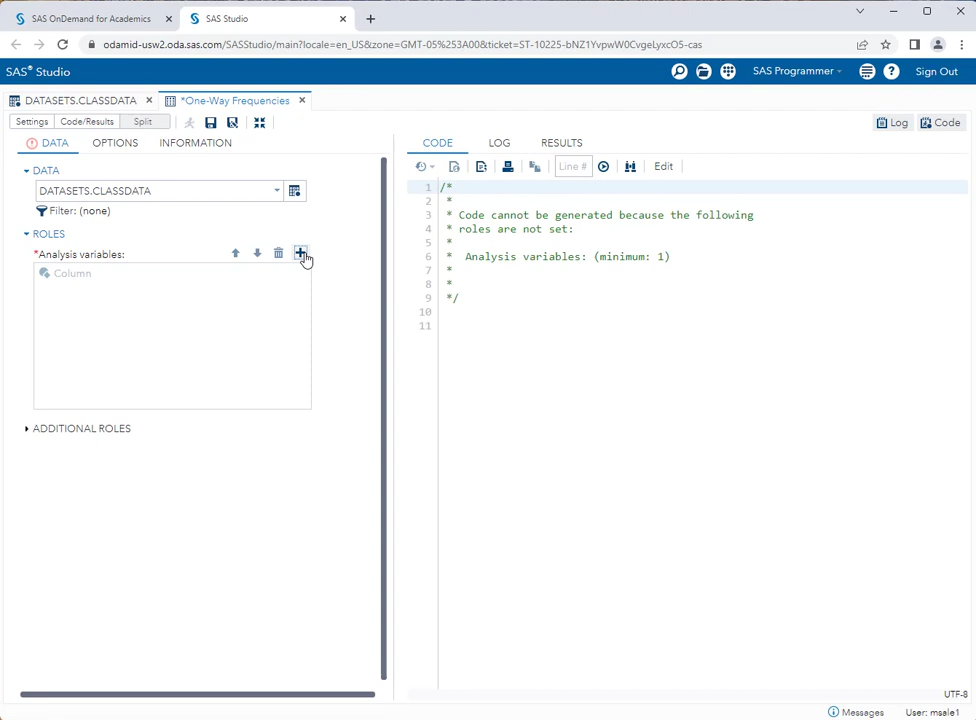 SAS OnDemand for Academics
SAS Studio
odamid-usw2.oda.sas.com/SASStudio/main?locale=en_US&zone=GMT-05%253A00&ticket=ST-10225-bNZ1YvpwW0CvgeLyxcO5-cas
SAS® Studio
SAS Programmer
Sign Out
DATASETS.CLASSDATA
*One-Way Frequencies
Settings
Code/Results
Split
Log
Code
DATA
OPTIONS
INFORMATION
CODE
LOG
RESULTS
DATA
DATASETS.CLASSDATA
Filter: (none)
ROLES
*Analysis variables:
Column
ADDITIONAL ROLES
Line #
Edit
1 /*
2 *
3 * Code cannot be generated because the following
4 * roles are not set:
5 *
6 * Analysis variables: (minimum: 1)
7 *
8 *
9 */
10
11
UTF-8
Messages
User: msale1